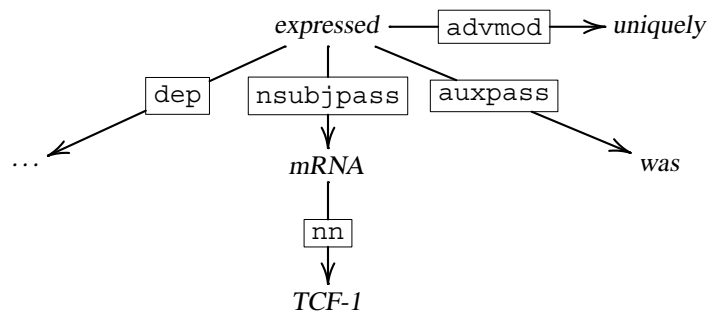 expressed advmod uniquely
dep nsubjpass auxpass
... mRNA was
nn
TCF-1